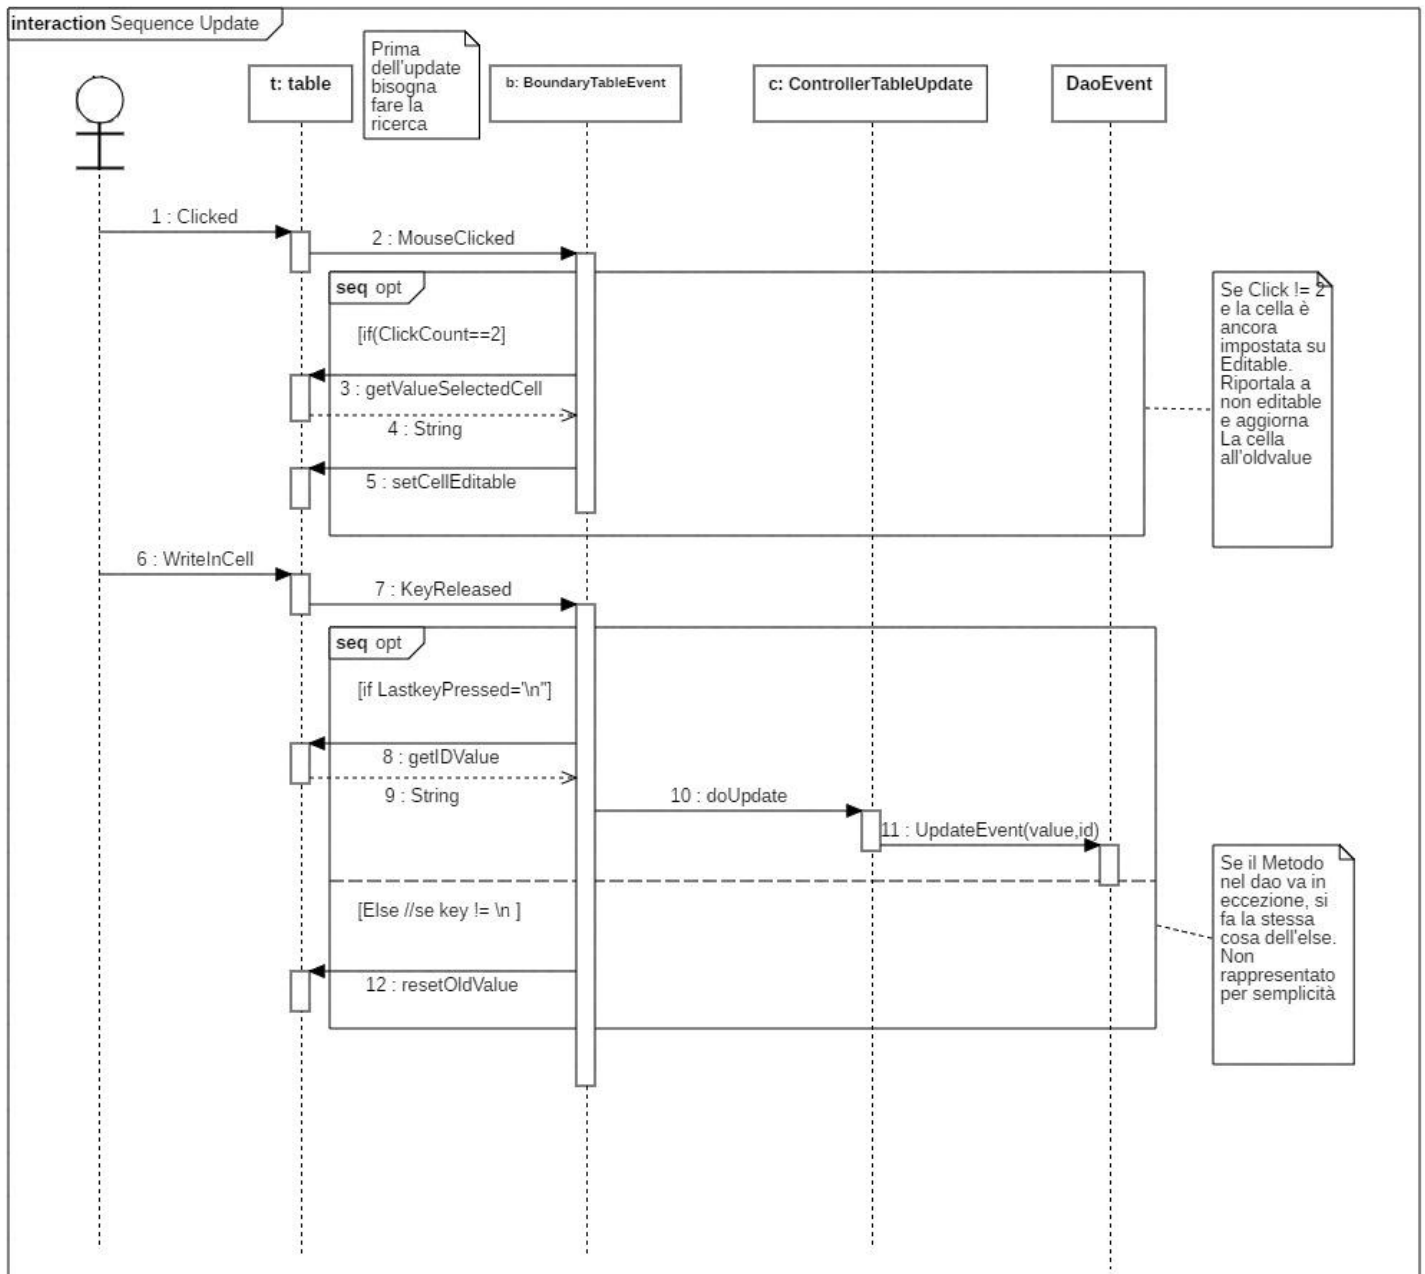 interaction Sequence Update
Prima
dell'update
bisogna
fare la
ricerca
t: table
b: BoundaryTableEvent
c: ControllerTableUpdate
DaoEvent
1 : Clicked
2 : MouseClicked
seq opt
[if(ClickCount==2]
3 : getValueSelectedCell
4 : String
5 : setCellEditable
Se Click != 2
e la cella è
ancora
impostata su
Editable.
Riportala a
non editable
e aggiorna
La cella
all'oldvalue
6 : WriteInCell
7 : KeyReleased
seq opt
[if LastkeyPressed='\n"]
8 : getIDValue
9 : String
10 : doUpdate
11 : UpdateEvent(value,id)
[Else //se key != \n ]
12 : resetOldValue
Se il Metodo
nel dao va in
eccezione, si
fa la stessa
cosa dell'else.
Non
rappresentato
per semplicità